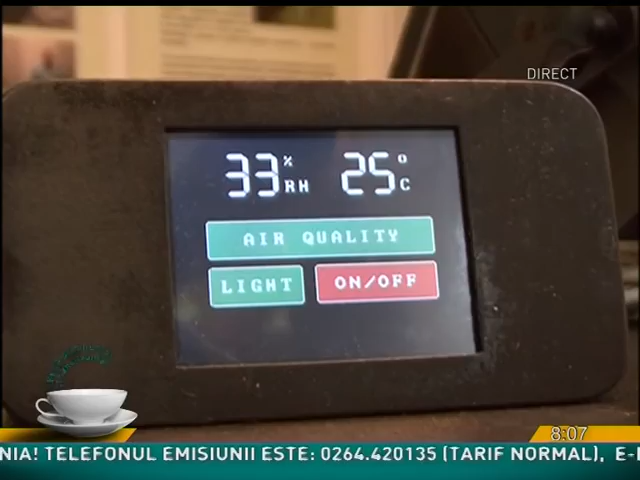 DIRECT
33 % RH 25 °C
AIR QUALITY
LIGHT ON/OFF
8:07
NIA! TELEFONUL EMISIUNII ESTE: 0264.420135 (TARIF NORMAL), E-